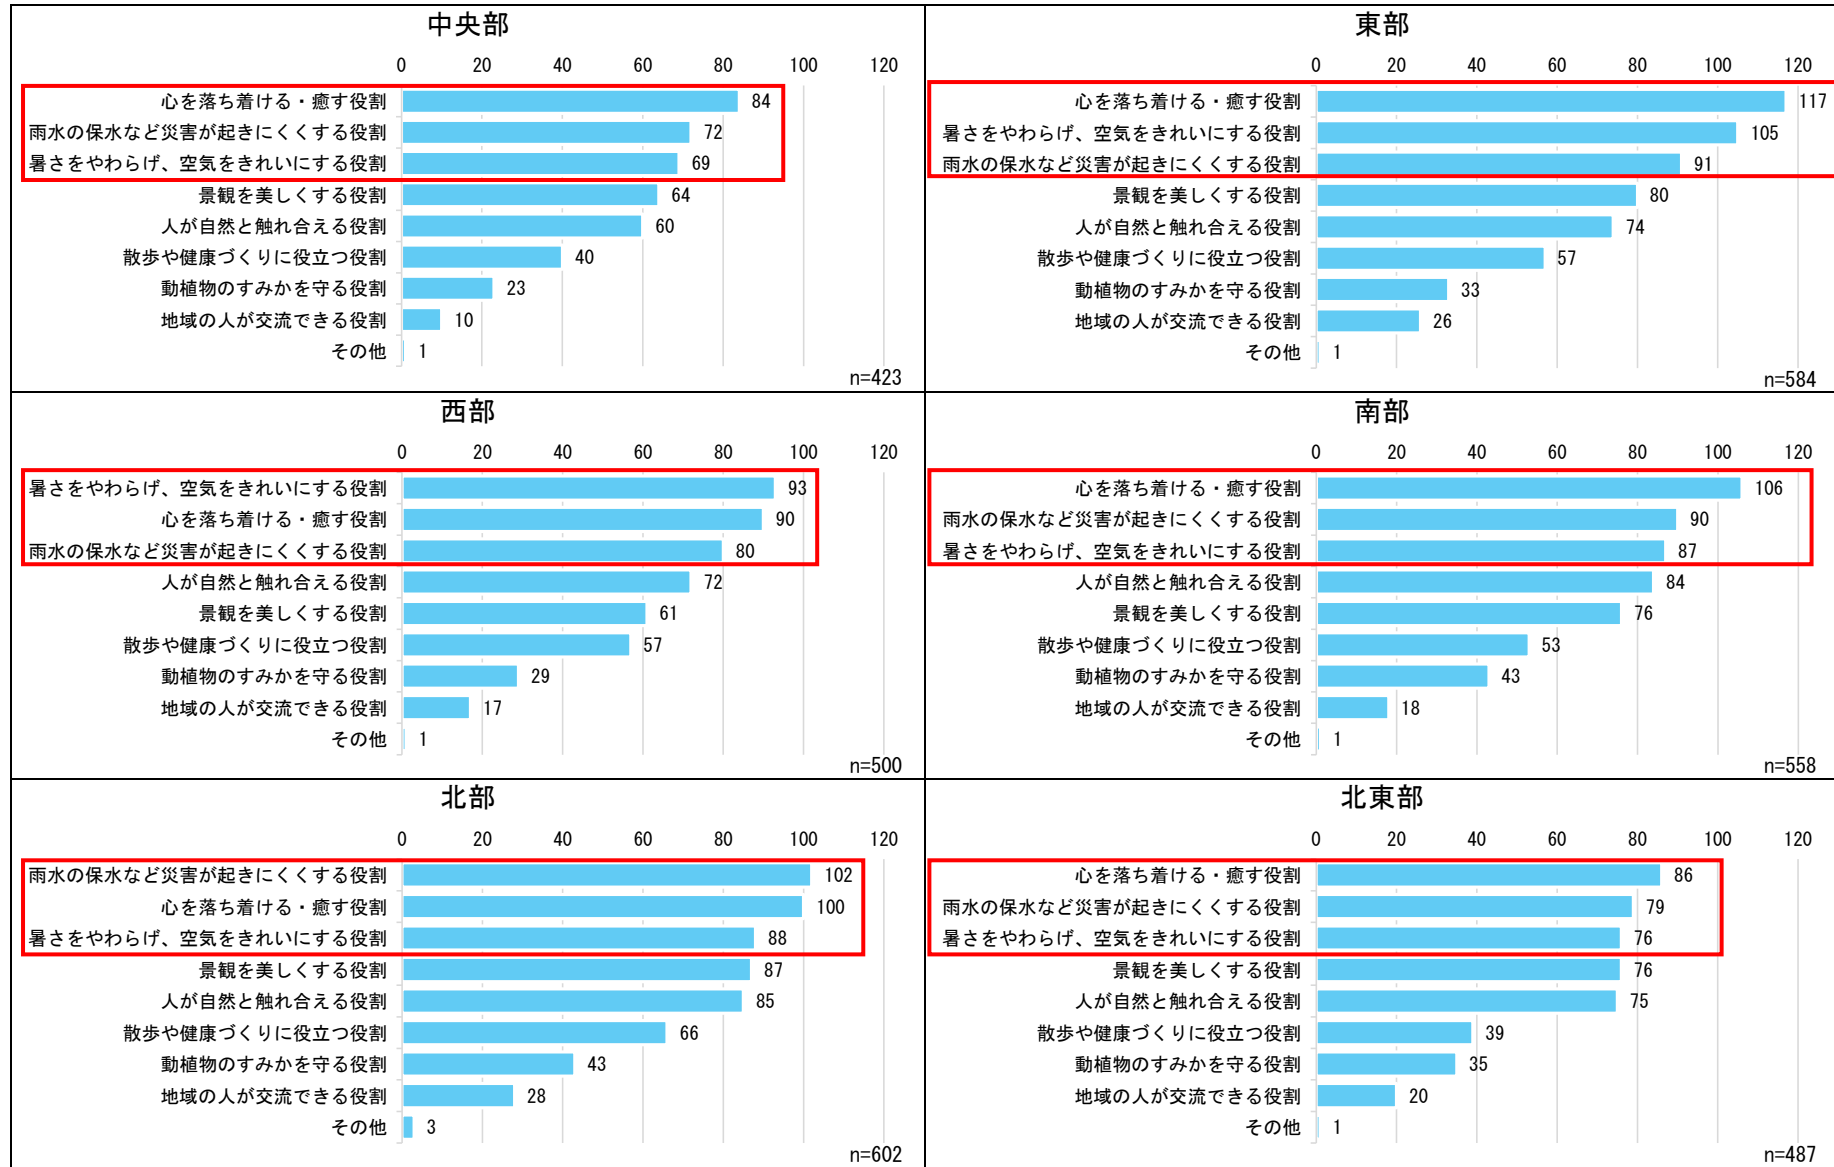 中央部
0 20 40 60 80 100 120
心を落ち着ける・癒す役割 84
雨水の保水など災害が起きにくくする役割 72
暑さをやわらげ、空気をきれいにする役割 69
景観を美しくする役割 64
人が自然と触れ合える役割 60
散歩や健康づくりに役立つ役割 40
動植物のすみかを守る役割 23
地域の人が交流できる役割 10
その他 1
n=423
東部
0 20 40 60 80 100 120
心を落ち着ける・癒す役割 117
暑さをやわらげ、空気をきれいにする役割 105
雨水の保水など災害が起きにくくする役割 91
景観を美しくする役割 80
人が自然と触れ合える役割 74
散歩や健康づくりに役立つ役割 57
動植物のすみかを守る役割 33
地域の人が交流できる役割 26
その他 1
n=584
西部
0 20 40 60 80 100 120
暑さをやわらげ、空気をきれいにする役割 93
心を落ち着ける・癒す役割 90
雨水の保水など災害が起きにくくする役割 80
人が自然と触れ合える役割 72
景観を美しくする役割 61
散歩や健康づくりに役立つ役割 57
動植物のすみかを守る役割 29
地域の人が交流できる役割 17
その他 1
n=500
南部
0 20 40 60 80 100 120
心を落ち着ける・癒す役割 106
雨水の保水など災害が起きにくくする役割 90
暑さをやわらげ、空気をきれいにする役割 87
人が自然と触れ合える役割 84
景観を美しくする役割 76
散歩や健康づくりに役立つ役割 53
動植物のすみかを守る役割 43
地域の人が交流できる役割 18
その他 1
n=558
北部
0 20 40 60 80 100 120
雨水の保水など災害が起きにくくする役割 102
心を落ち着ける・癒す役割 100
暑さをやわらげ、空気をきれいにする役割 88
景観を美しくする役割 87
人が自然と触れ合える役割 85
散歩や健康づくりに役立つ役割 66
動植物のすみかを守る役割 43
地域の人が交流できる役割 28
その他 3
n=602
北東部
0 20 40 60 80 100 120
心を落ち着ける・癒す役割 86
雨水の保水など災害が起きにくくする役割 79
暑さをやわらげ、空気をきれいにする役割 76
景観を美しくする役割 76
人が自然と触れ合える役割 75
散歩や健康づくりに役立つ役割 39
動植物のすみかを守る役割 35
地域の人が交流できる役割 20
その他 1
n=487